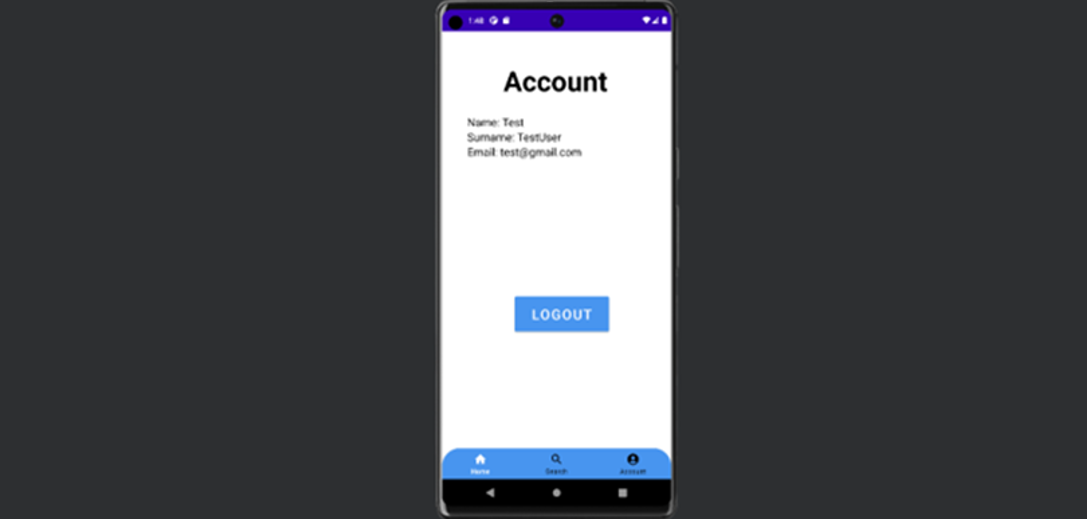 1:48
Account
Name: Test
Surname: TestUser
Email: test@gmail.com
LOGOUT
Home
Search
Account